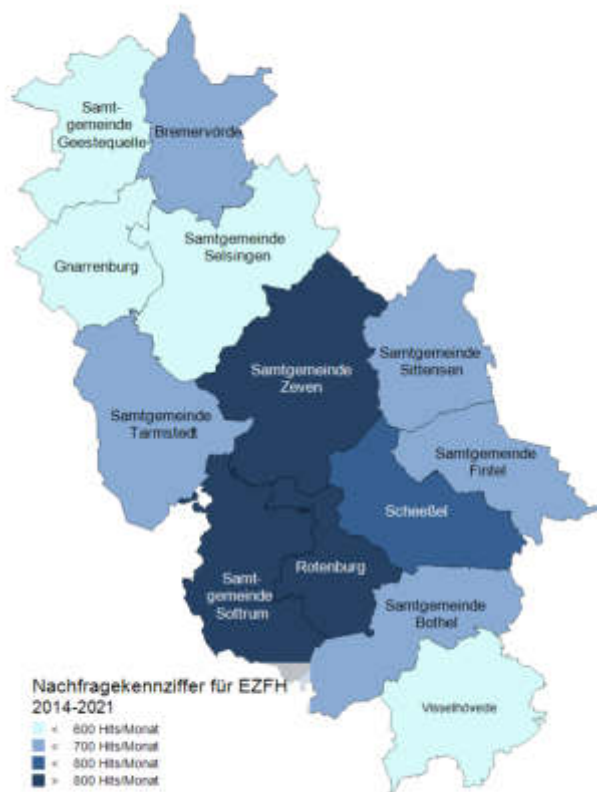 Samt-
gemeinde
Geestequelle
Bremervörde
Samtgemeinde
Selsingen
Gnarrenburg
Samtgemeinde
Zeven
Samtgemeinde
Sittensen
Samtgemeinde
Tarmstedt
Samtgemeinde
Fintel
Scheeßel
Rotenburg
Samt-
gemeinde
Sottrum
Samtgemeinde
Bothel
Visselhövede
Nachfragekennziffer für EZFH
2014-2021
< 600 Hits/Monat
< 700 Hits/Monat
< 800 Hits/Monat
> 800 Hits/Monat